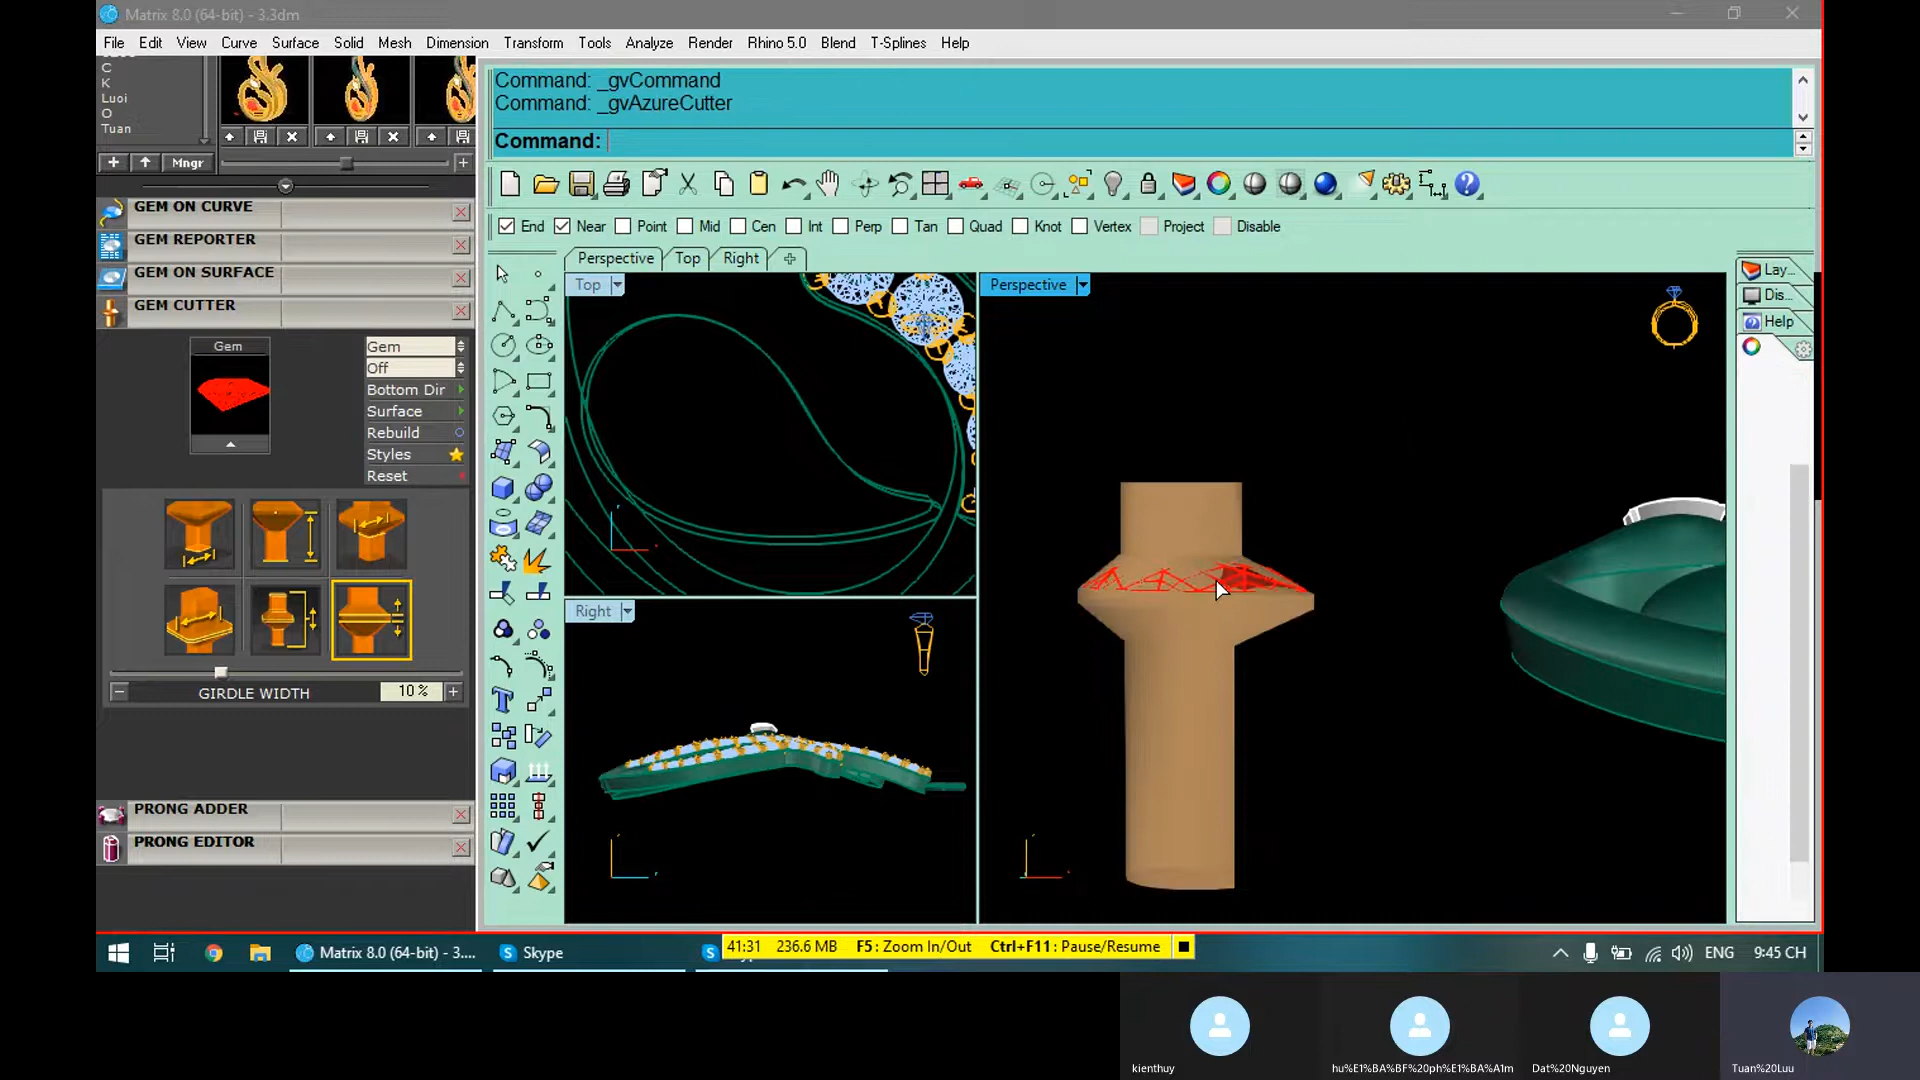 Matrix 8.0 (64-bit) - 3.3dm
File Edit View Curve Surface Solid Mesh Dimension Transform Tools Analyze Render Rhino 5.0 Blend T-Splines Help
C
K
Luoi
O
Tuan
Mngr
GEM ON CURVE
GEM REPORTER
GEM ON SURFACE
GEM CUTTER
Gem
Gem
Off
Bottom Dir
Surface
Rebuild
Styles
Reset
GIRDLE WIDTH 10 %
PRONG ADDER
PRONG EDITOR
Command: _gvCommand
Command: _gvAzureCutter
Command:
End Near Point Mid Cen Int Perp Tan Quad Knot Vertex Project Disable
Perspective Top Right
Top
Perspective
Right
Lay...
Dis...
Help
Matrix 8.0 (64-bit) - 3....
Skype
41:31 236.6 MB F5: Zoom In/Out Ctrl+F11: Pause/Resume
ENG 9:45 CH
kienthuy
hu%E1%BA%BF%20ph%E1%BA%A1m
Dat%20Nguyen
Tuan%20Luu